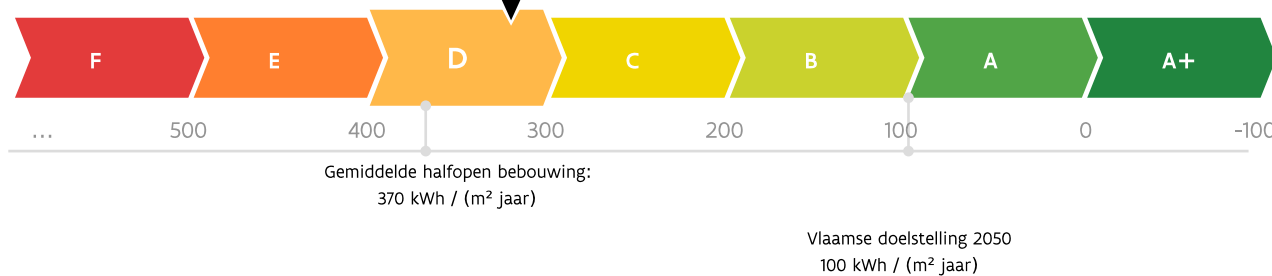 F E D C B A A+
... 500 400 300 200 100 0 -100
Gemiddelde halfopen bebouwing:
370 kWh / (m² jaar)
Vlaamse doelstelling 2050
100 kWh / (m² jaar)